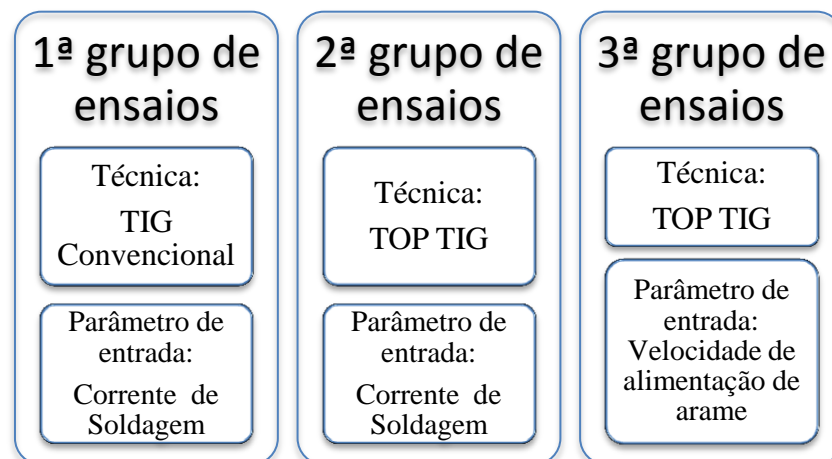 1ª grupo de
ensaios
Técnica:
TIG
Convencional
Parâmetro de
entrada:
Corrente de
Soldagem
2ª grupo de
ensaios
Técnica:
TOP TIG
Parâmetro de
entrada:
Corrente de
Soldagem
3ª grupo de
ensaios
Técnica:
TOP TIG
Parâmetro de
entrada:
Velocidade de
alimentação de
arame